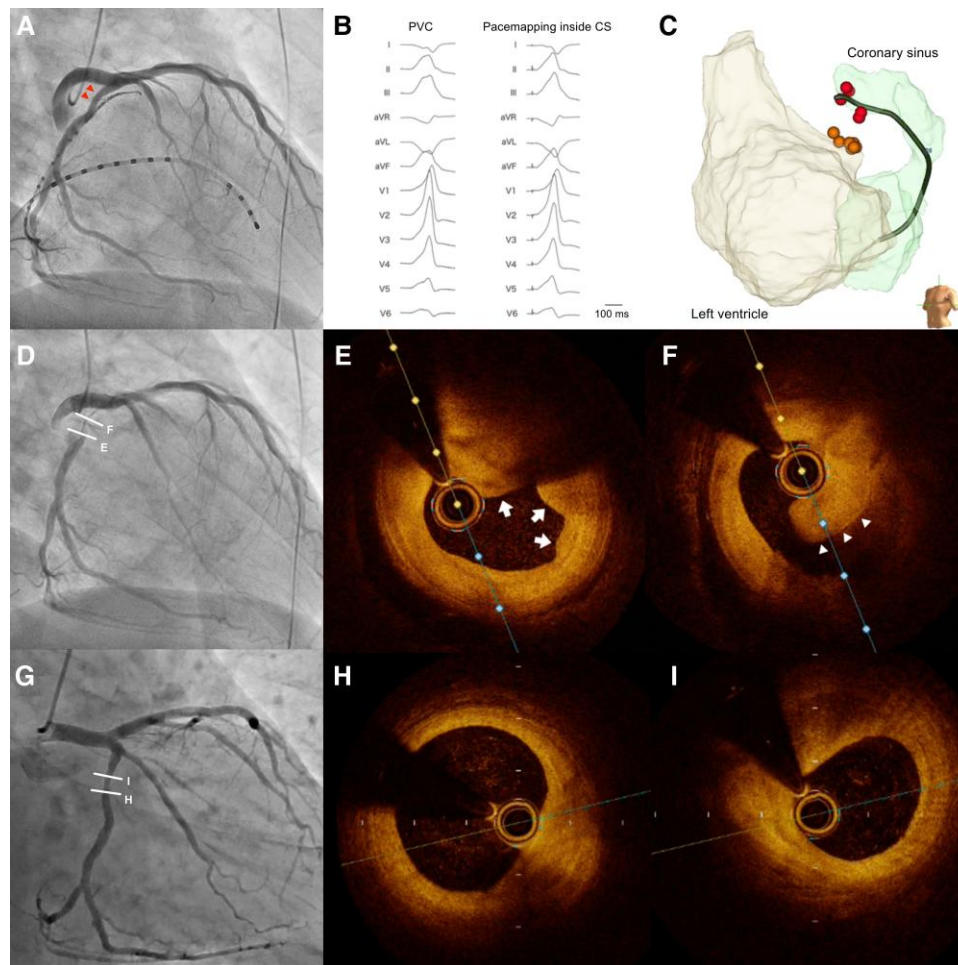 A
B
PVC
Pacemapping inside CS
I
I
II
II
III
III
aVR
aVR
aVL
aVL
aVF
aVF
V1
V1
V2
V2
V3
V3
V4
V4
V5
V5
V6
V6
100 ms
C
Coronary sinus
Left ventricle
D
F
E
E
F
G
I
H
H
I